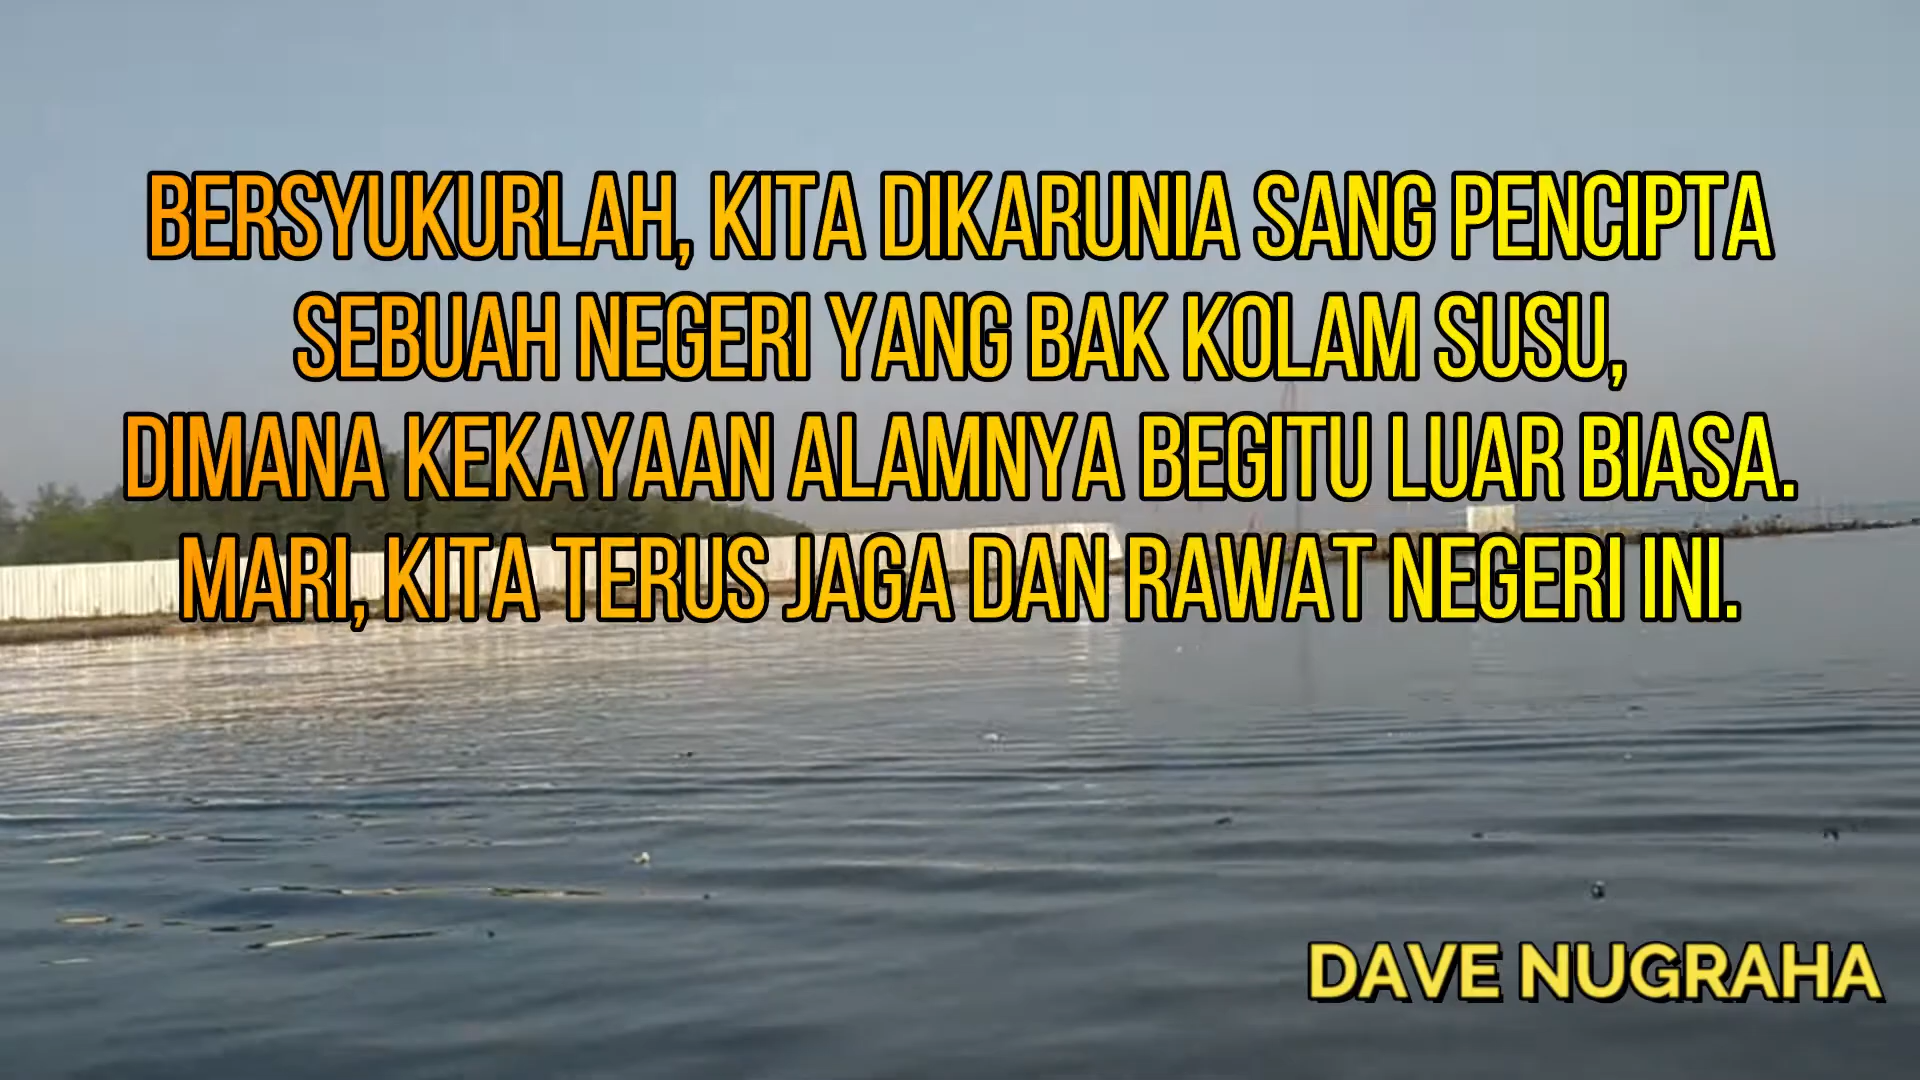 BERSYUKURLAH, KITA DIKARUNIA SANG PENCIPTA
SEBUAH NEGERI YANG BAK KOLAM SUSU,
DIMANA KEKAYAAN ALAMNYA BEGITU LUAR BIASA.
MARI, KITA TERUS JAGA DAN RAWAT NEGERI INI.
DAVE NUGRAHA